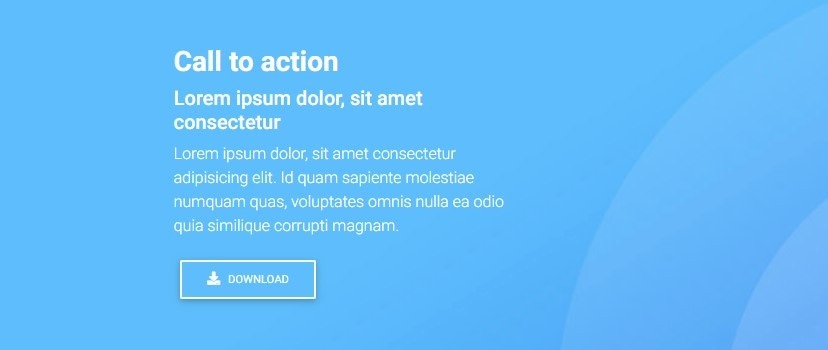 Call to action
Lorem ipsum dolor, sit amet
consectetur
Lorem ipsum dolor, sit amet consectetur
adipisicing elit. Id quam sapiente molestiae
numquam quas, voluptates omnis nulla ea odio
quia similique corrupti magnam.
DOWNLOAD